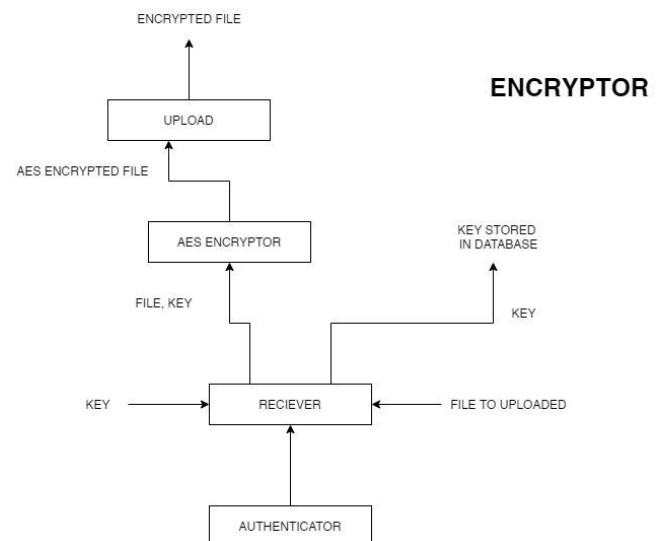 ENCRYPTED FILE
ENCRYPTOR
UPLOAD
AES ENCRYPTED FILE
AES ENCRYPTOR
KEY STORED
IN DATABASE
FILE, KEY
KEY
KEY
RECIEVER
FILE TO UPLOADED
AUTHENTICATOR